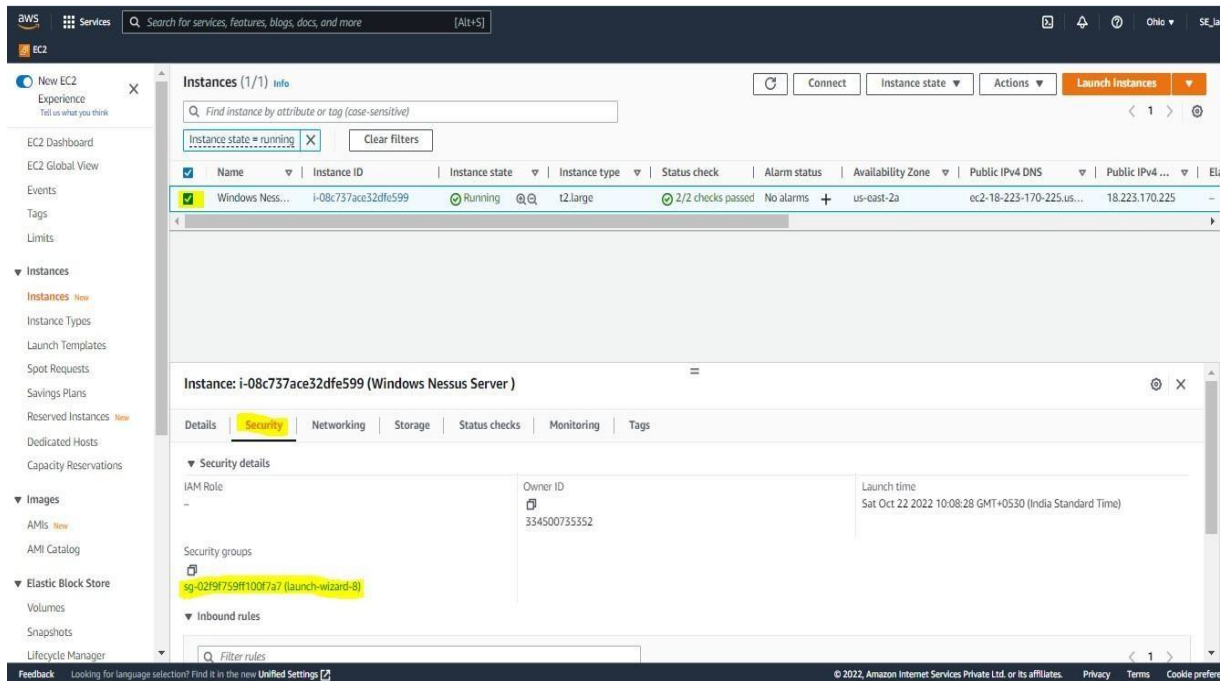 aws Services Search for services, features, blogs, docs, and more [Alt+S] Ohio SE_la
EC2
New EC2
Experience
Tell us what you think
EC2 Dashboard
EC2 Global View
Events
Tags
Limits
Instances
Instances New
Instance Types
Launch Templates
Spot Requests
Savings Plans
Reserved Instances New
Dedicated Hosts
Capacity Reservations
Images
AMIs New
AMI Catalog
Elastic Block Store
Volumes
Snapshots
Lifecycle Manager
Instances (1/1) Info Connect Instance state Actions Launch Instances
Find instance by attribute or tag (case-sensitive) 1
Instance state = running Clear filters
Name Instance ID Instance state Instance type Status check Alarm status Availability Zone Public IPv4 DNS Public IPv4 ... Ela
Windows Ness... i-08c737ace32dfe599 Running t2.large 2/2 checks passed No alarms + us-east-2a ec2-18-223-170-225.us... 18.223.170.225 –
Instance: i-08c737ace32dfe599 (Windows Nessus Server )
Details Security Networking Storage Status checks Monitoring Tags
Security details
IAM Role Owner ID Launch time
– 334500735352 Sat Oct 22 2022 10:08:28 GMT+0530 (India Standard Time)
Security groups
sg-02f9f759ff100f7a7 (launch-wizard-8)
Inbound rules
Filter rules 1
Feedback Looking for language selection? Find it in the new Unified Settings © 2022, Amazon Internet Services Private Ltd. or its affiliates. Privacy Terms Cookie prefere